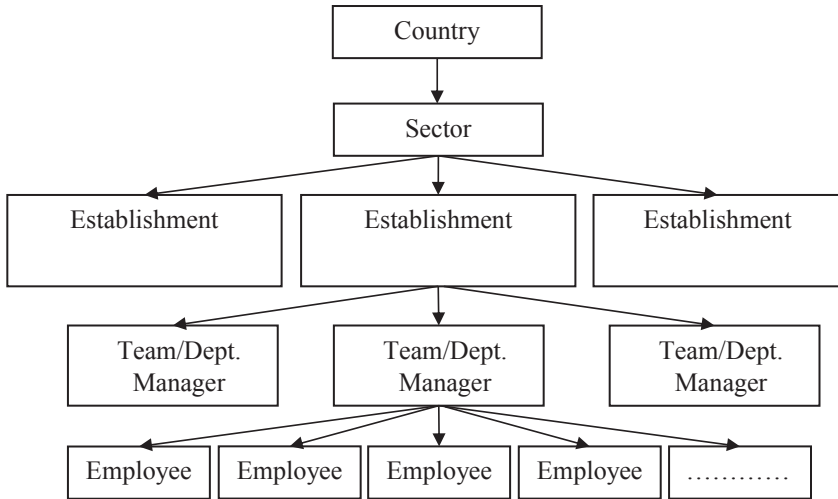 Country
Sector
Establishment Establishment Establishment
Team/Dept. Team/Dept. Team/Dept.
Manager Manager Manager
Employee Employee Employee Employee …………